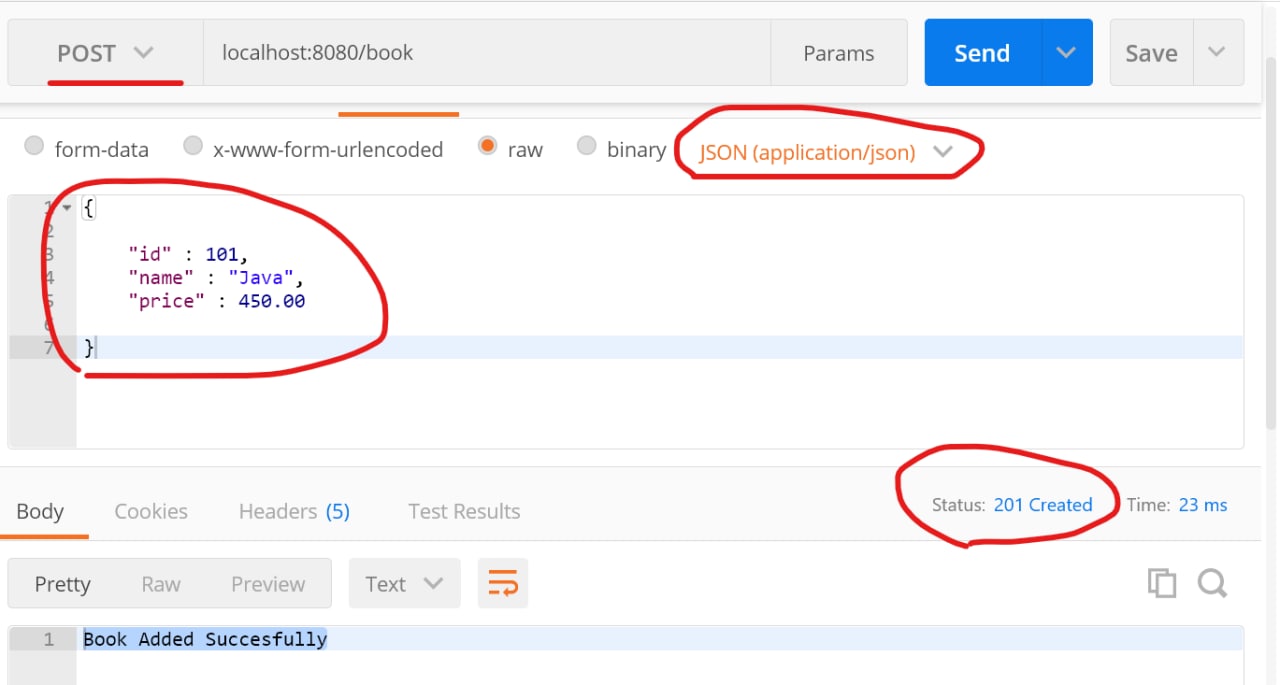 POST localhost:8080/book Params Send Save
form-data x-www-form-urlencoded raw binary JSON (application/json)
1 {
2
3 "id" : 101,
4 "name" : "Java",
5 "price" : 450.00
6
7 }
Body Cookies Headers (5) Test Results Status: 201 Created Time: 23 ms
Pretty Raw Preview Text
1 Book Added Succesfully